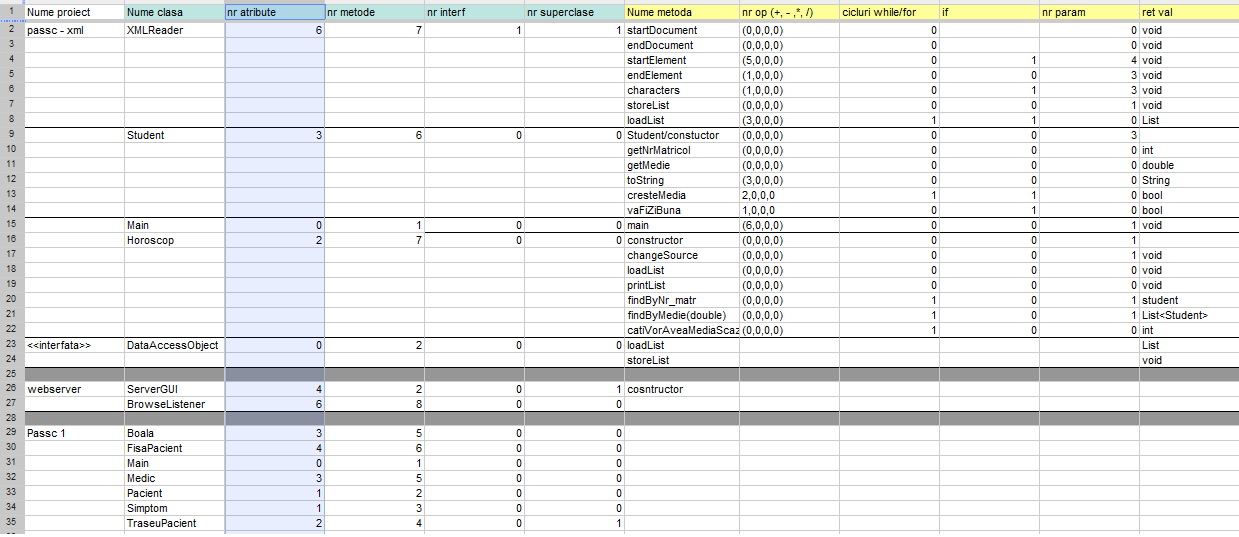 1 Nume proiect Nume clasa nr atribute nr metode nr interf nr superclase Nume metoda nr op (+, - ,*, /) cicluri while/for if nr param ret val
2 passc - xml XMLReader 6 7 1 1 startDocument (0,0,0,0) 0 0 void
3 endDocument (0,0,0,0) 0 0 void
4 startElement (5,0,0,0) 0 1 4 void
5 endElement (1,0,0,0) 0 0 3 void
6 characters (1,0,0,0) 0 1 3 void
7 storeList (0,0,0,0) 0 0 1 void
8 loadList (3,0,0,0) 1 1 0 List
9 Student 3 6 0 0 Student/constuctor (0,0,0,0) 0 0 3
10 getNrMatricol (0,0,0,0) 0 0 0 int
11 getMedie (0,0,0,0) 0 0 0 double
12 toString (3,0,0,0) 0 0 0 String
13 cresteMedia 2,0,0,0 1 1 0 bool
14 vaFiZiBuna 1,0,0,0 0 1 0 bool
15 Main 0 1 0 0 main (6,0,0,0) 0 0 1 void
16 Horoscop 2 7 0 0 constructor (0,0,0,0) 0 0 1
17 changeSource (0,0,0,0) 0 0 1 void
18 loadList (0,0,0,0) 0 0 0 void
19 printList (0,0,0,0) 0 0 0 void
20 findByNr_matr (0,0,0,0) 1 0 1 student
21 findByMedie(double) (0,0,0,0) 1 0 1 List<Student>
22 catiVorAveaMediaScaz (0,0,0,0) 1 0 0 int
23 <<interfata>> DataAccessObject 0 2 0 0 loadList List
24 storeList void
25
26 webserver ServerGUI 4 2 0 1 cosntructor
27 BrowseListener 6 8 0 0
28
29 Passc 1 Boala 3 5 0 0
30 FisaPacient 4 6 0 0
31 Main 0 1 0 0
32 Medic 3 5 0 0
33 Pacient 1 2 0 0
34 Simptom 1 3 0 0
35 TraseuPacient 2 4 0 1